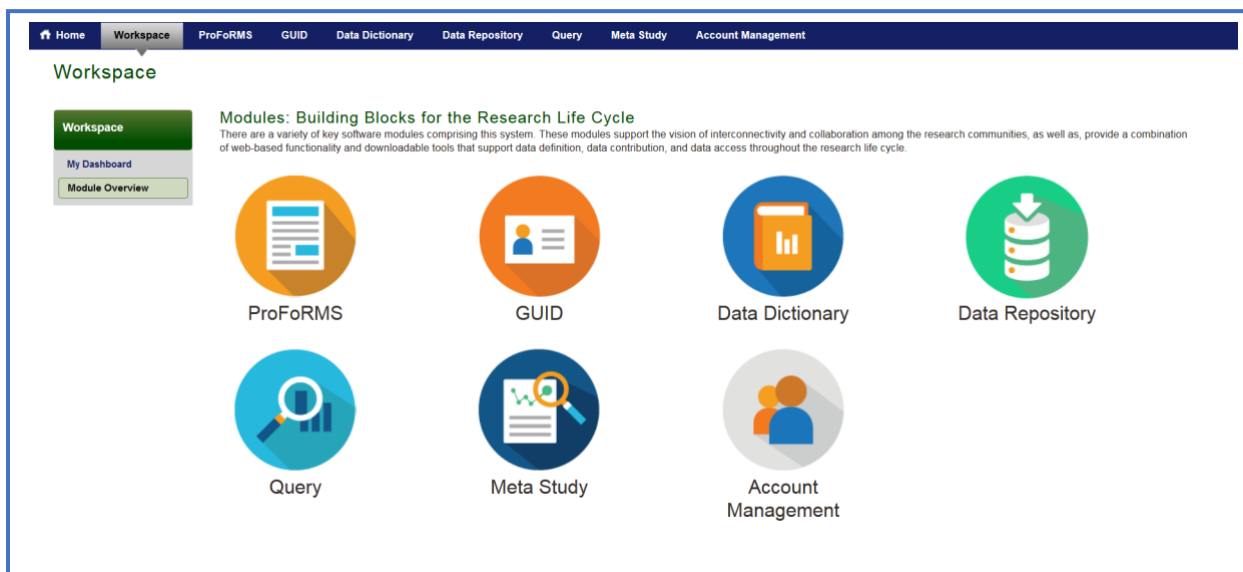 Home Workspace ProFoRMS GUID Data Dictionary Data Repository Query Meta Study Account Management
Workspace
Workspace
My Dashboard
Module Overview
Modules: Building Blocks for the Research Life Cycle
There are a variety of key software modules comprising this system. These modules support the vision of interconnectivity and collaboration among the research communities, as well as, provide a combination
of web-based functionality and downloadable tools that support data definition, data contribution, and data access throughout the research life cycle.
ProFoRMS GUID Data Dictionary Data Repository
Query Meta Study Account
Management